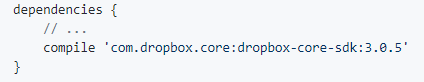 dependencies {
    // ...
    compile 'com.dropbox.core:dropbox-core-sdk:3.0.5'
}